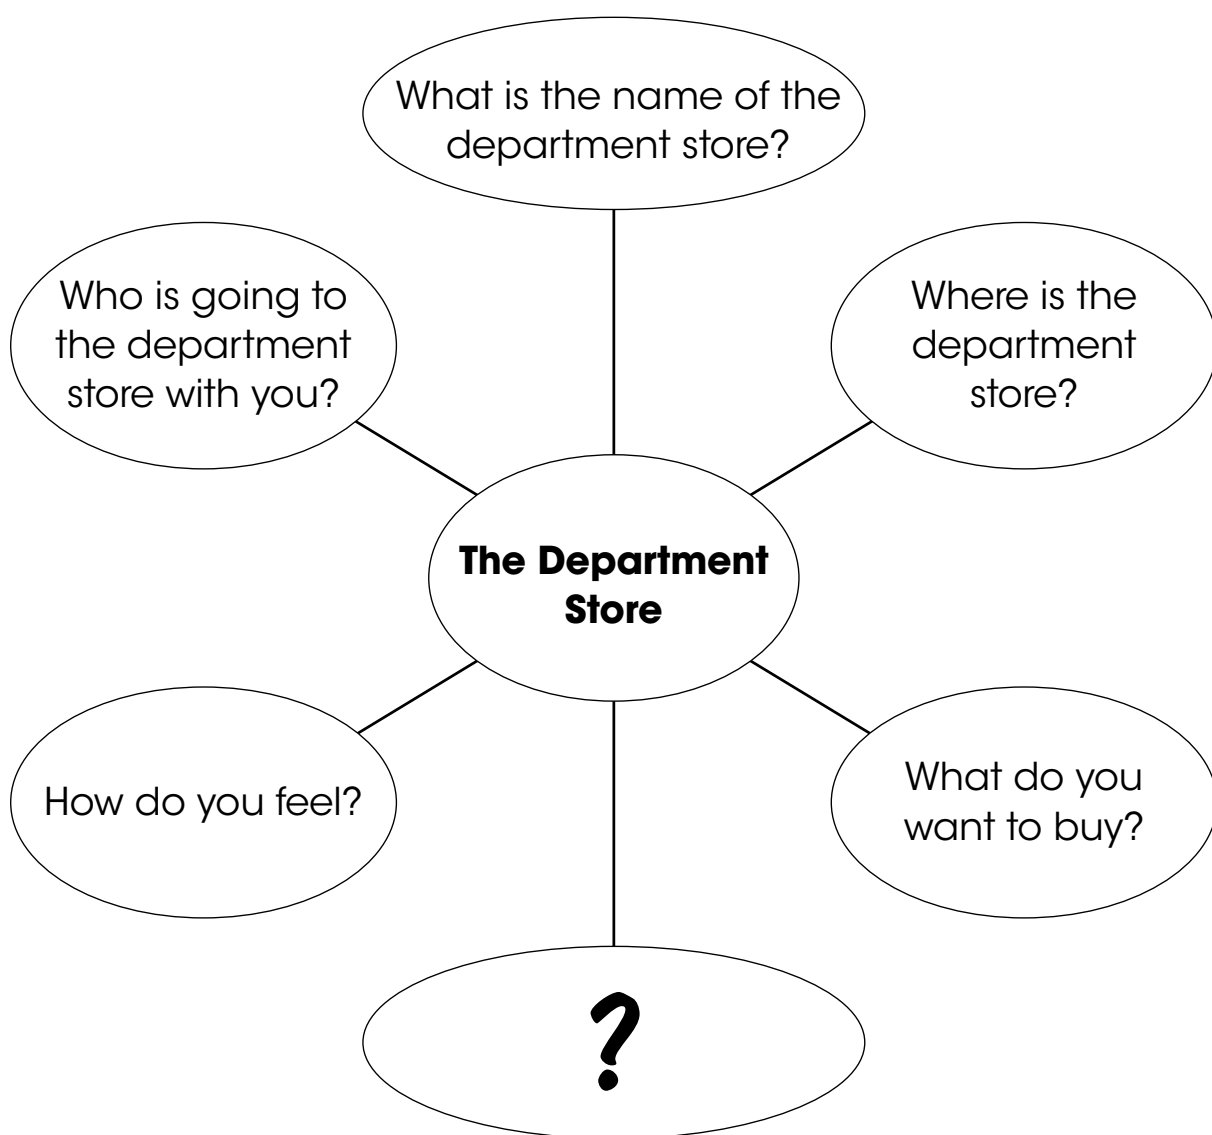 What is the name of the
department store?
Who is going to
the department
store with you?
Where is the
department
store?
The Department
Store
How do you feel?
What do you
want to buy?
?